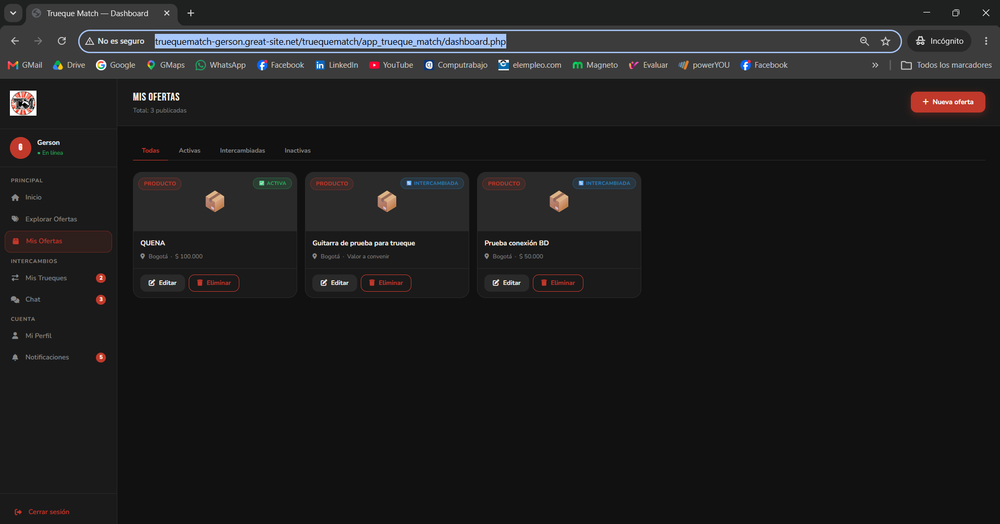 Trueque Match — Dashboard
No es seguro
truequematch-gerson.great-site.net/truequematch/app_trueque_match/dashboard.php
Incógnito
GMail
Drive
Google
GMaps
WhatsApp
Facebook
LinkedIn
YouTube
Computrabajo
elempleo.com
Magneto
Evaluar
powerYOU
Facebook
Todos los marcadores
TM
G
Gerson
En línea
PRINCIPAL
Inicio
Explorar Ofertas
Mis Ofertas
INTERCAMBIOS
Mis Trueques 2
Chat 3
CUENTA
Mi Perfil
Notificaciones 5
Cerrar sesión
MIS OFERTAS
Total: 3 publicadas
+ Nueva oferta
Todas
Activas
Intercambiadas
Inactivas
PRODUCTO
ACTIVA
QUENA
Bogotá · $ 100.000
Editar
Eliminar
PRODUCTO
INTERCAMBIADA
Guitarra de prueba para trueque
Bogotá · Valor a convenir
Editar
Eliminar
PRODUCTO
INTERCAMBIADA
Prueba conexión BD
Bogotá · $ 50.000
Editar
Eliminar